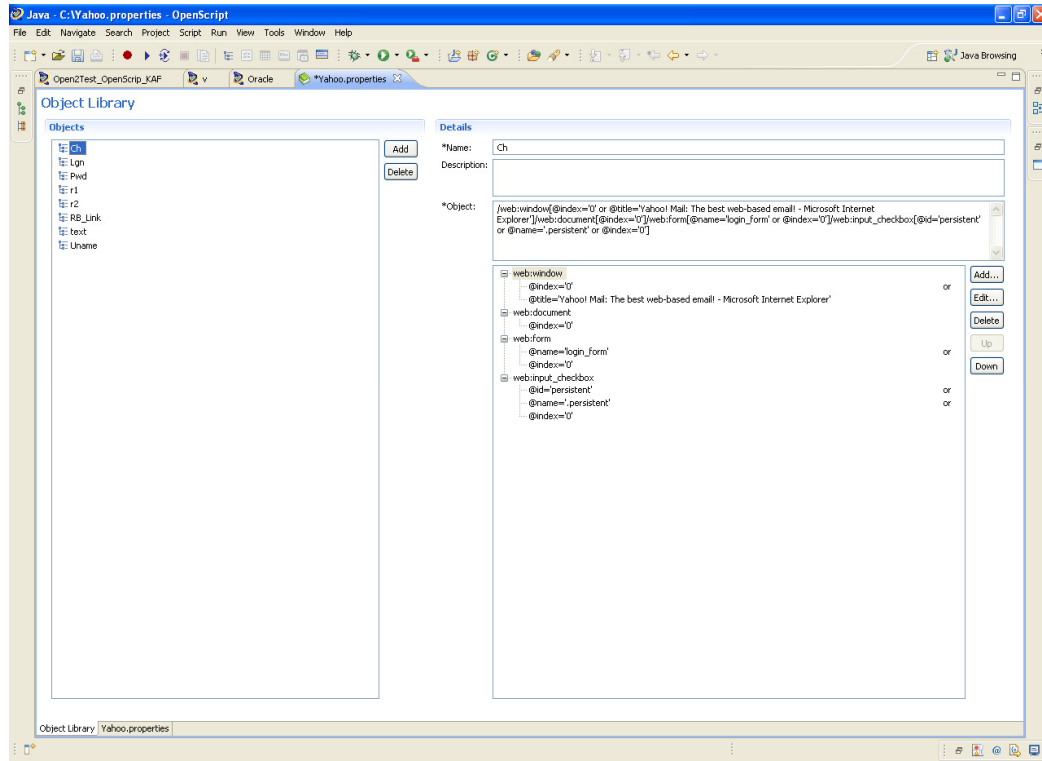 Java - C:\Yahoo.properties - OpenScript
File Edit Navigate Search Project Script Run View Tools Window Help
Java Browsing
Open2Test_OpenScrip_KAF v Oracle *Yahoo.properties
Object Library
Objects
Ch
Lgn
Pwd
r1
r2
RB_Link
text
Uname
Add
Delete
Details
*Name: Ch
Description:
*Object: /web:window[@index='0' or @title='Yahoo! Mail: The best web-based email! - Microsoft Internet
Explorer']/web:document[@index='0']/web:form[@name='login_form' or @index='0']/web:input_checkbox[@id='persistent'
or @name='.persistent' or @index='0']
web:window
@index='0' or
@title='Yahoo! Mail: The best web-based email! - Microsoft Internet Explorer'
web:document
@index='0'
web:form
@name='login_form' or
@index='0'
web:input_checkbox
@id='persistent' or
@name='.persistent' or
@index='0'
Add...
Edit...
Delete
Up
Down
Object Library Yahoo.properties